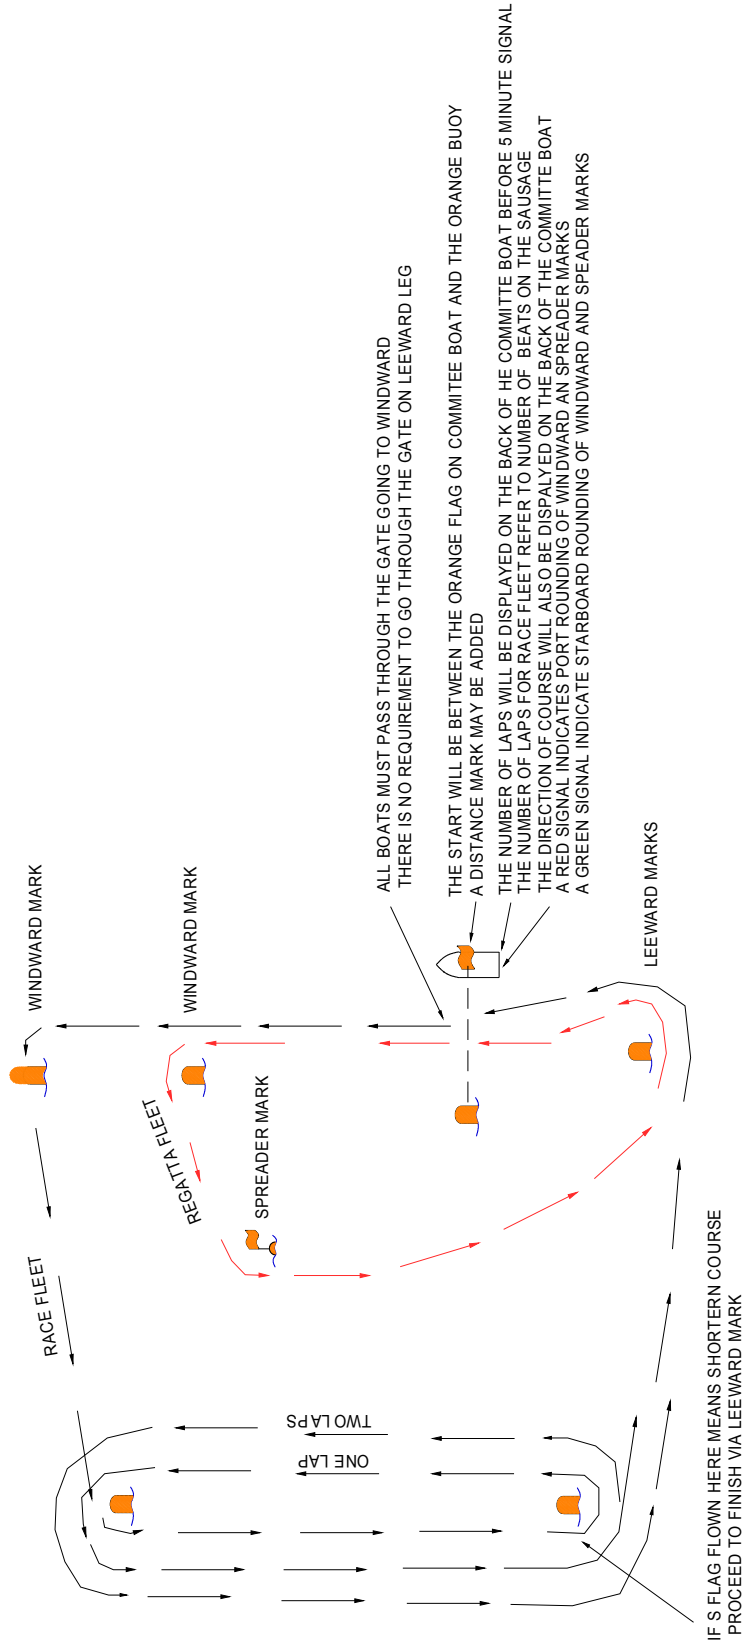 WINDWARD MARK
WINDWARD MARK
RACE FLEET
REGATTA FLEET
SPREADER MARK
TWO LAPS
ONE LAP
ALL BOATS MUST PASS THROUGH THE GATE GOING TO WINDWARD
THERE IS NO REQUIREMENT TO GO THROUGH THE GATE ON LEEWARD LEG
THE START WILL BE BETWEEN THE ORANGE FLAG ON COMMITEE BOAT AND THE ORANGE BUOY
A DISTANCE MARK MAY BE ADDED
THE NUMBER OF LAPS WILL BE DISPLAYED ON THE BACK OF HE COMMITTE BOAT BEFORE 5 MINUTE SIGNAL
THE NUMBER OF LAPS FOR RACE FLEET REFER TO NUMBER OF BEATS ON THE SAUSAGE
THE DIRECTION OF COURSE WILL ALSO BE DISPALYED ON THE BACK OF THE COMMITTE BOAT
A RED SIGNAL INDICATES PORT ROUNDING OF WINDWARD AN SPREADER MARKS
A GREEN SIGNAL INDICATE STARBOARD ROUNDING OF WINDWARD AND SPEADER MARKS
LEEWARD MARKS
IF S FLAG FLOWN HERE MEANS SHORTERN COURSE
PROCEED TO FINISH VIA LEEWARD MARK